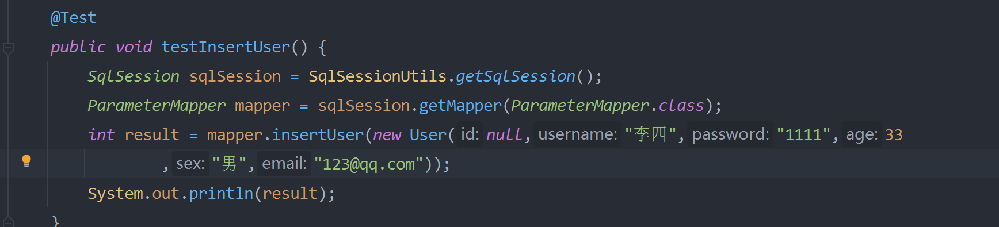 @Test
public void testInsertUser() {
SqlSession sqlSession = SqlSessionUtils.getSqlSession();
ParameterMapper mapper = sqlSession.getMapper(ParameterMapper.class);
int result = mapper.insertUser(new User( id: null, username: "李四", password: "1111", age: 33
, sex: "男", email: "123@qq.com"));
System.out.println(result);
}